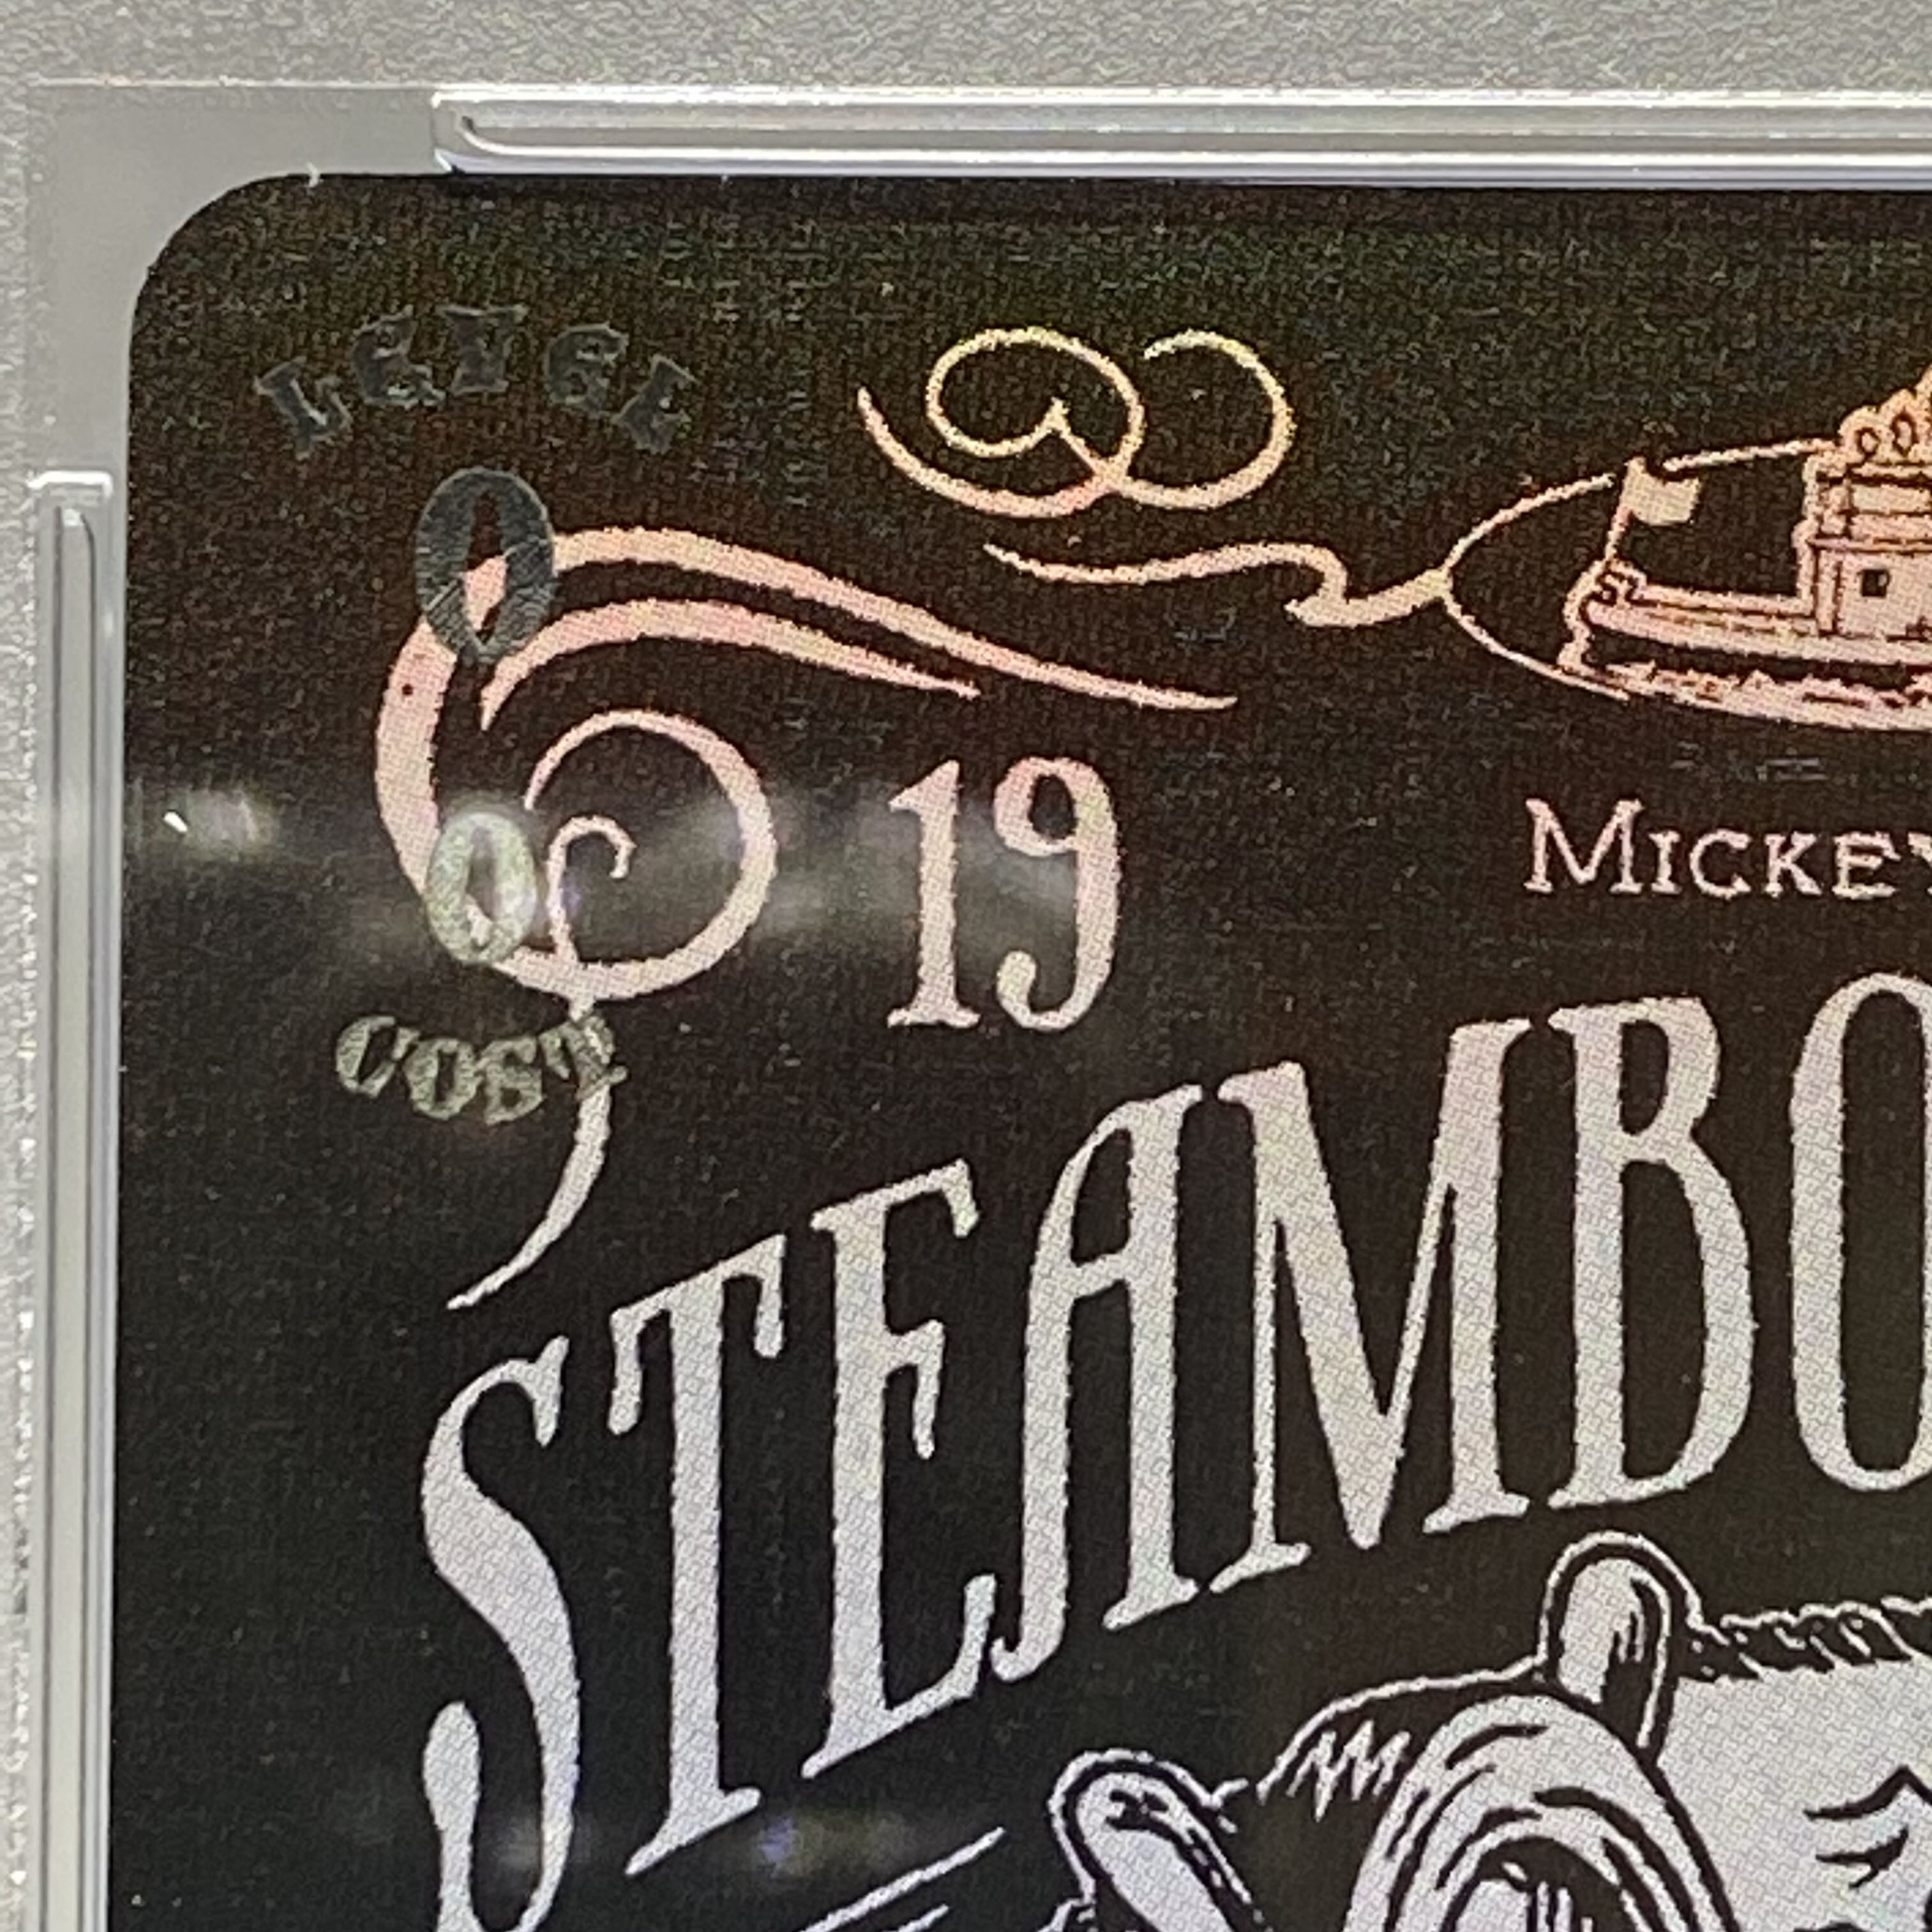 LEVEL
0
19
0
MICKEY
COST
STEAMBO